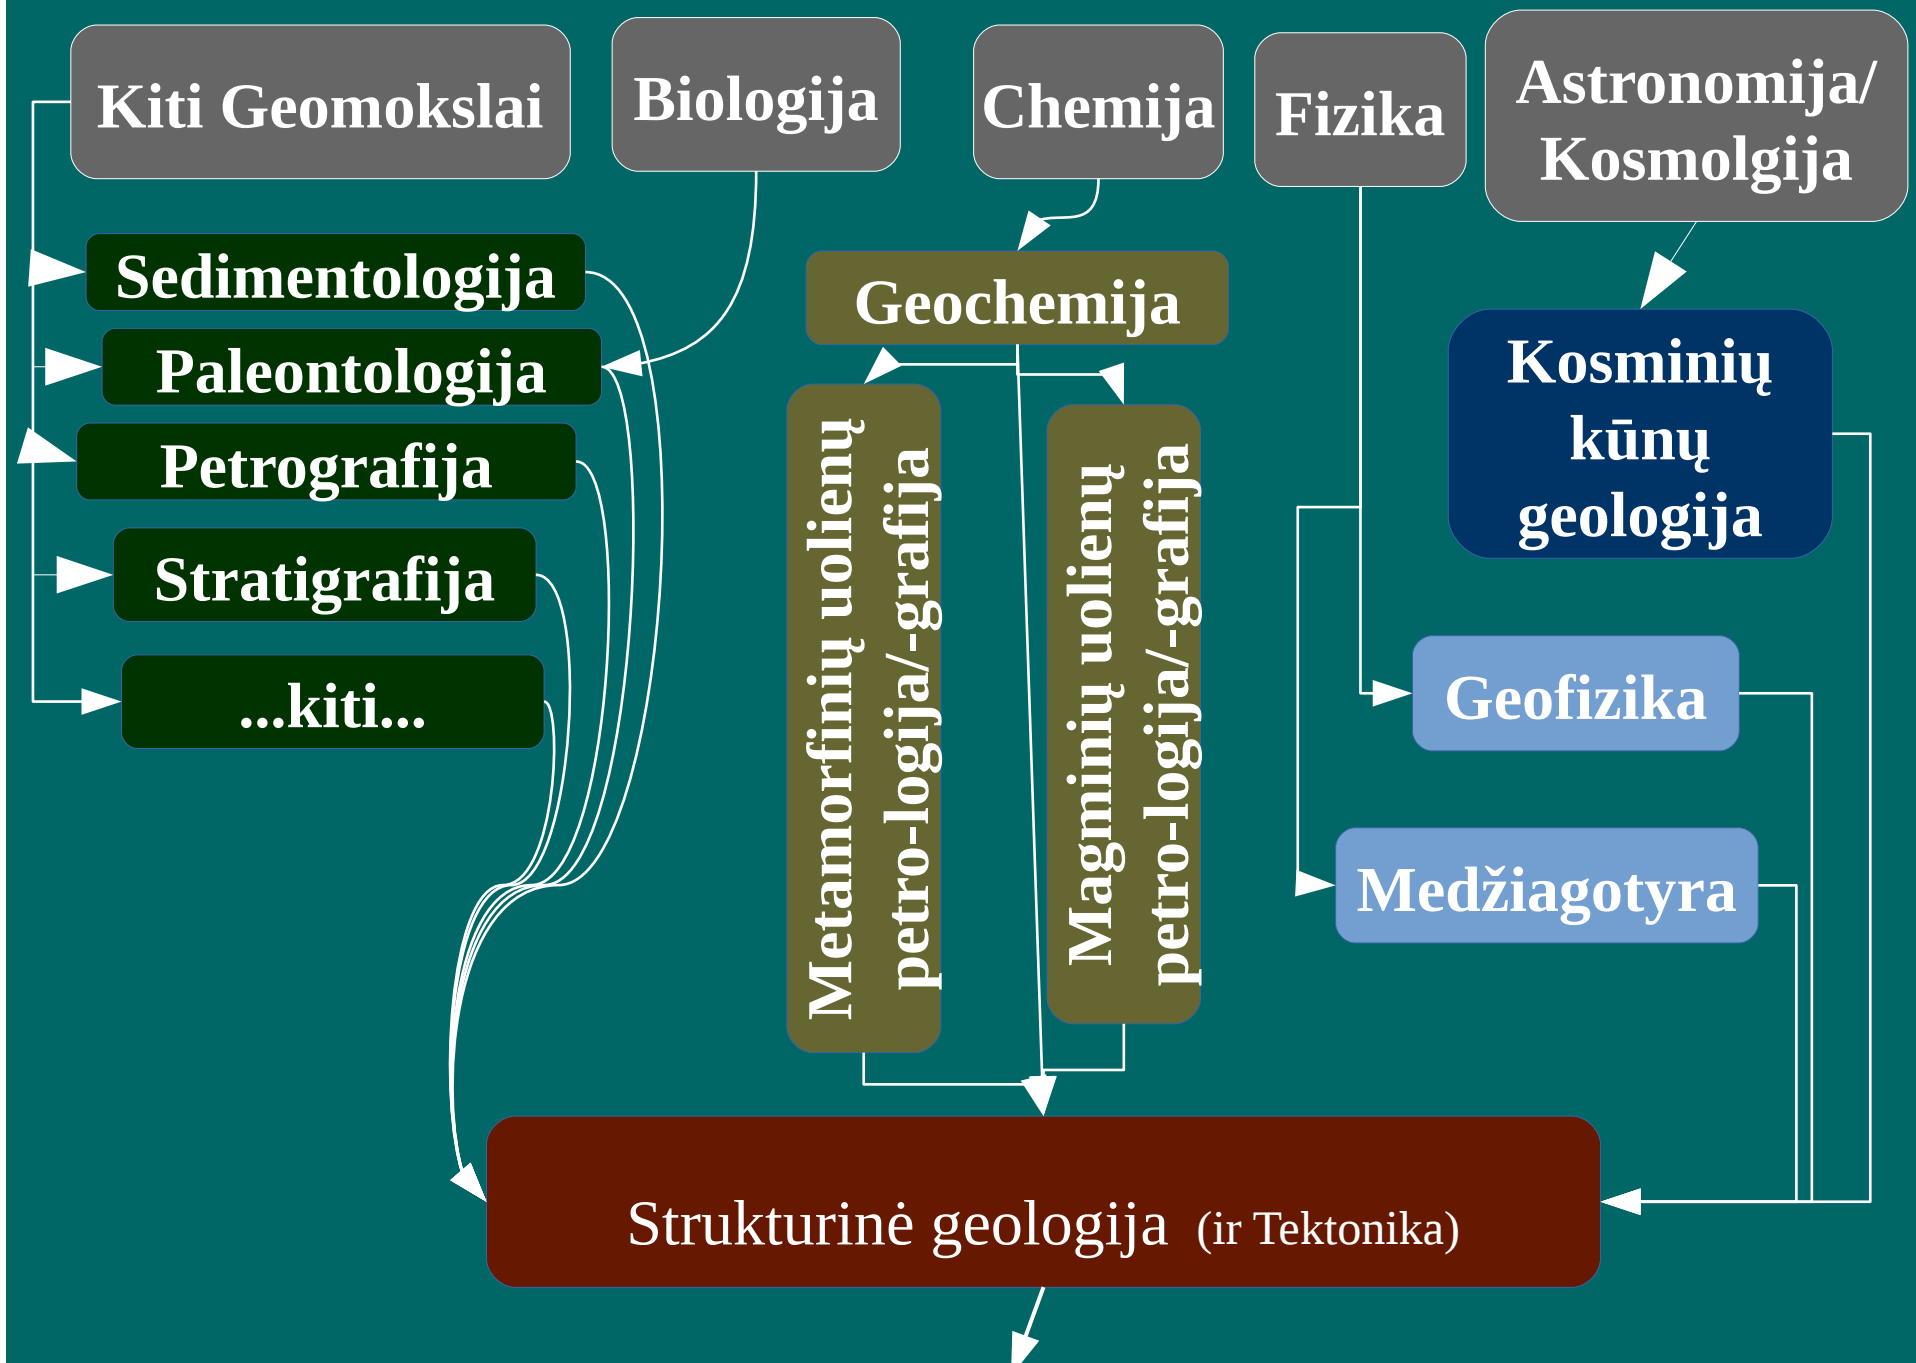 Kiti Geomokslai
Biologija
Chemija
Fizika
Astronomija/
Kosmolgija
Sedimentologija
Paleontologija
Petrografija
Stratigrafija
...kiti...
Geochemija
Metamorfinių uolienų
petro-logija/-grafija
Magminių uolienų
petro-logija/-grafija
Kosminių
kūnų
geologija
Geofizika
Medžiagotyra
Strukturinė geologija (ir Tektonika)